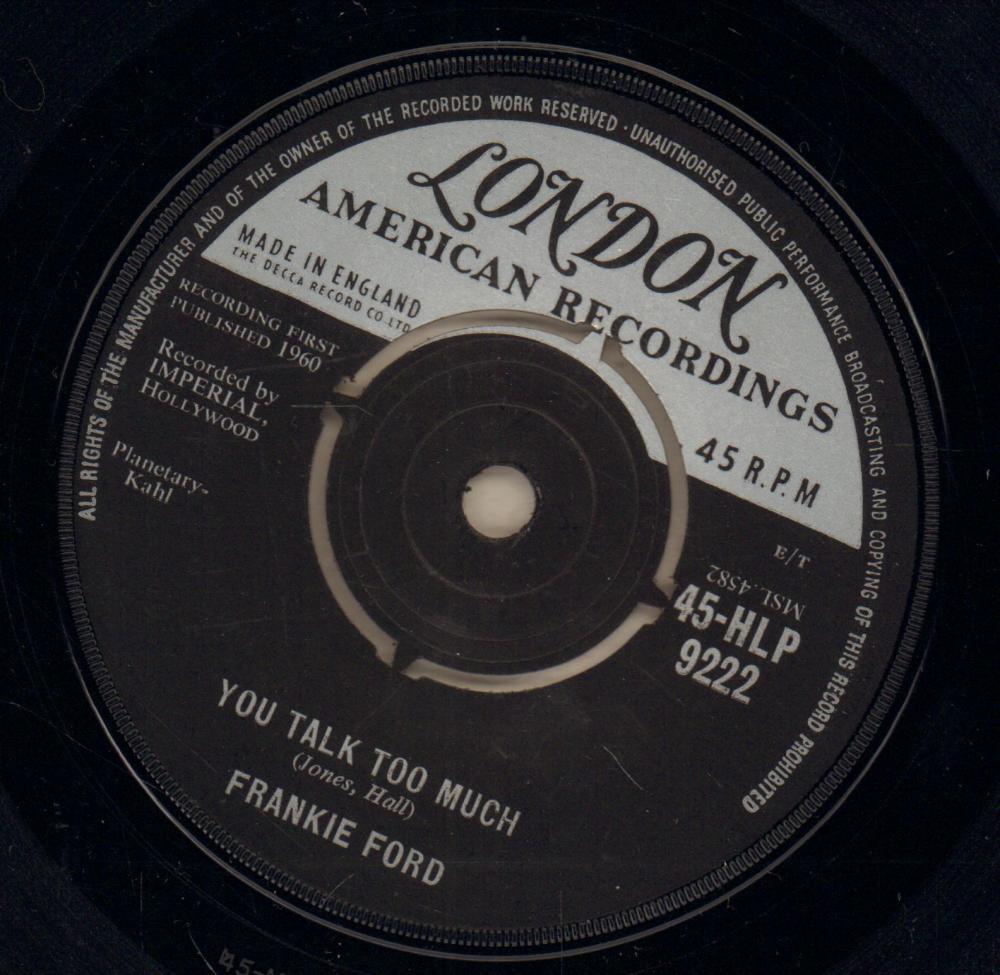 ALL RIGHTS OF THE MANUFACTURER AND OF THE OWNER OF THE RECORDED WORK RESERVED · UNAUTHORISED PUBLIC PERFORMANCE BROADCASTING AND COPYING OF THIS RECORD PROHIBITED
LONDON
AMERICAN RECORDINGS
MADE IN ENGLAND
THE DECCA RECORD CO. LTD.
45 R.P.M
RECORDING FIRST
PUBLISHED 1960
Recorded by
IMPERIAL,
HOLLYWOOD
Planetary-
Kahl
E/T
MSL.4582
45-HLP
9222
YOU TALK TOO MUCH
(Jones, Hall)
FRANKIE FORD